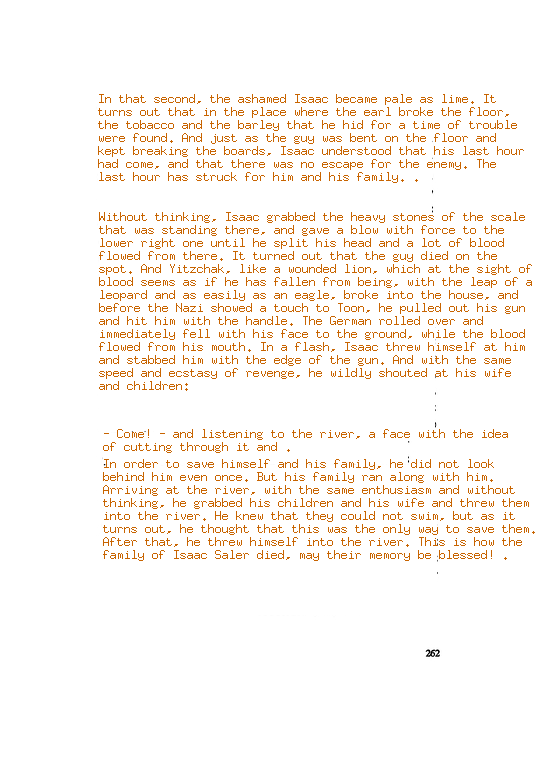 In that second, the ashamed Isaac became pale as lime. It
turns out that in the place where the earl broke the floor,
the tobacco and the barley that he hid for a time of trouble
were found. And just as the guy was bent on the floor and
kept breaking the boards, Isaac understood that his last hour
had come, and that there was no escape for the enemy. The
last hour has struck for him and his family. .
Without thinking, Isaac grabbed the heavy stones of the scale
that was standing there, and gave a blow with force to the
lower right one until he split his head and a lot of blood
flowed from there. It turned out that the guy died on the
spot. And Yitzchak, like a wounded lion, which at the sight of
blood seems as if he has fallen from being, with the leap of a
leopard and as easily as an eagle, broke into the house, and
before the Nazi showed a touch to Toon, he pulled out his gun
and hit him with the handle. The German rolled over and
immediately fell with his face to the ground, while the blood
flowed from his mouth. In a flash, Isaac threw himself at him
and stabbed him with the edge of the gun. And with the same
speed and ecstasy of revenge, he wildly shouted at his wife
and children:
- Come! - and listening to the river, a face with the idea
of cutting through it and .
In order to save himself and his family, he did not look
behind him even once. But his family ran along with him.
Arriving at the river, with the same enthusiasm and without
thinking, he grabbed his children and his wife and threw them
into the river. He knew that they could not swim, but as it
turns out, he thought that this was the only way to save them.
After that, he threw himself into the river. This is how the
family of Isaac Saler died, may their memory be blessed! .
262